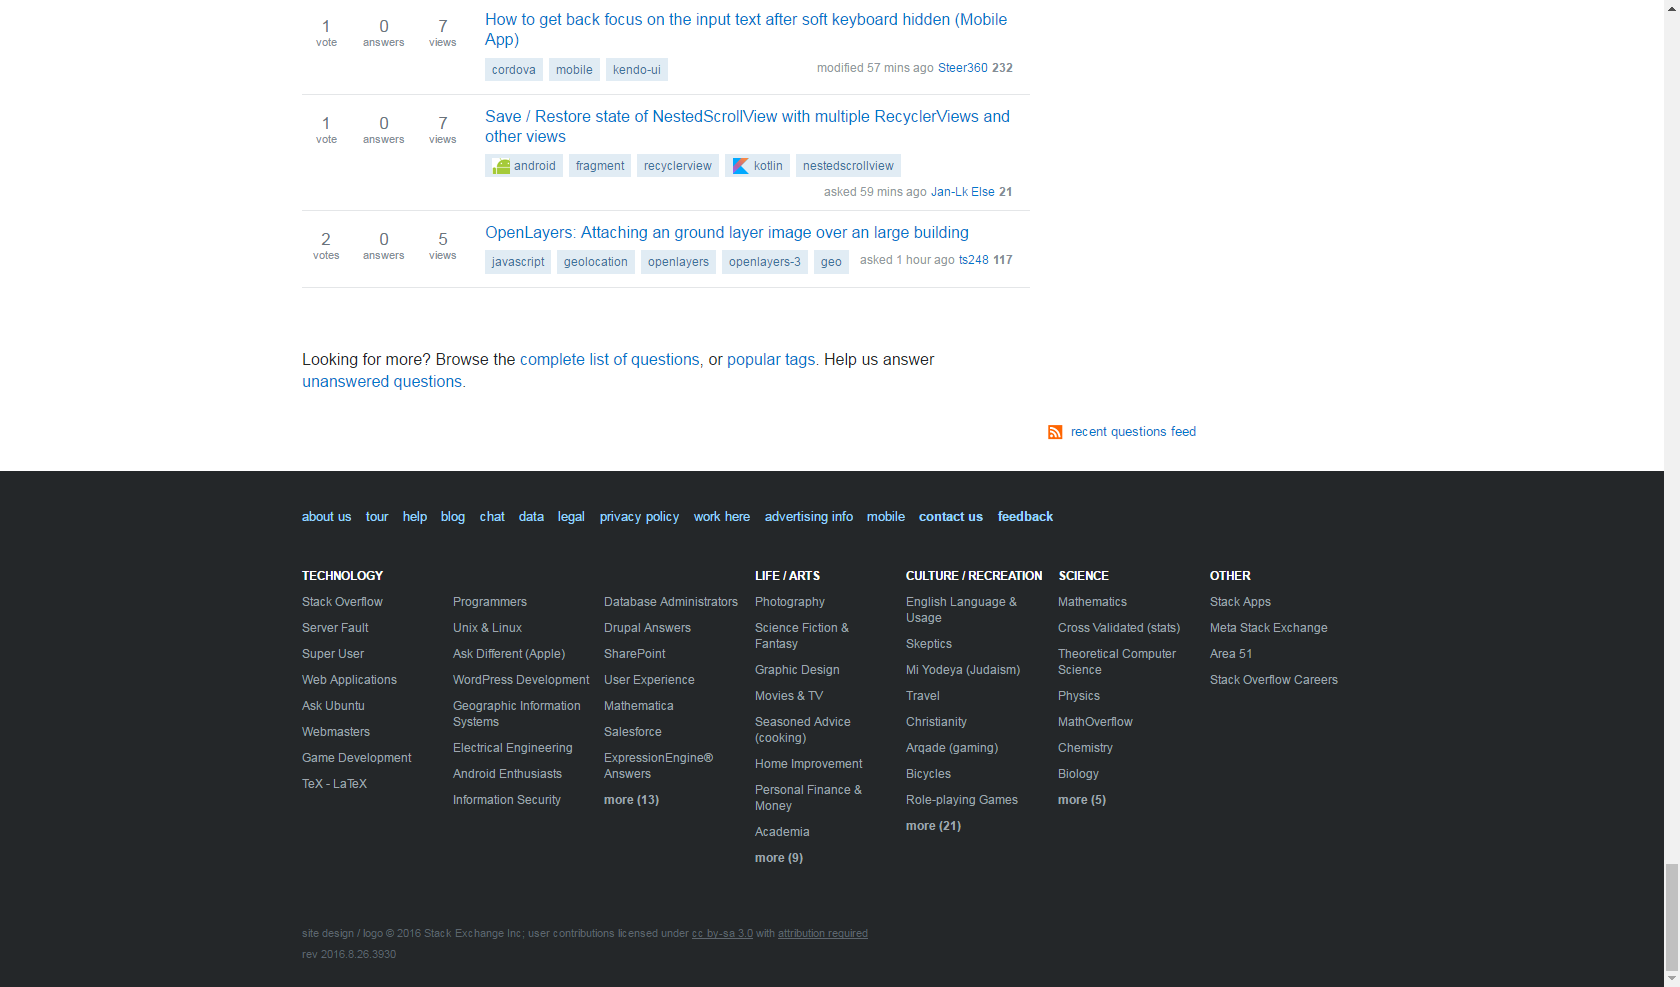 1 0 7
vote answers views
How to get back focus on the input text after soft keyboard hidden (Mobile
App)
cordova mobile kendo-ui
modified 57 mins ago Steer360 232
1 0 7
vote answers views
Save / Restore state of NestedScrollView with multiple RecyclerViews and
other views
android fragment recyclerview kotlin nestedscrollview
asked 59 mins ago Jan-Lk Else 21
2 0 5
votes answers views
OpenLayers: Attaching an ground layer image over an large building
javascript geolocation openlayers openlayers-3 geo
asked 1 hour ago ts248 117
Looking for more? Browse the complete list of questions, or popular tags. Help us answer
unanswered questions.
recent questions feed
about us tour help blog chat data legal privacy policy work here advertising info mobile contact us feedback
TECHNOLOGY
Stack Overflow
Server Fault
Super User
Web Applications
Ask Ubuntu
Webmasters
Game Development
TeX - LaTeX
Programmers
Unix & Linux
Ask Different (Apple)
WordPress Development
Geographic Information
Systems
Electrical Engineering
Android Enthusiasts
Information Security
Database Administrators
Drupal Answers
SharePoint
User Experience
Mathematica
Salesforce
ExpressionEngine®
Answers
more (13)
LIFE / ARTS
Photography
Science Fiction &
Fantasy
Graphic Design
Movies & TV
Seasoned Advice
(cooking)
Home Improvement
Personal Finance &
Money
Academia
more (9)
CULTURE / RECREATION
English Language &
Usage
Skeptics
Mi Yodeya (Judaism)
Travel
Christianity
Arqade (gaming)
Bicycles
Role-playing Games
more (21)
SCIENCE
Mathematics
Cross Validated (stats)
Theoretical Computer
Science
Physics
MathOverflow
Chemistry
Biology
more (5)
OTHER
Stack Apps
Meta Stack Exchange
Area 51
Stack Overflow Careers
site design / logo © 2016 Stack Exchange Inc; user contributions licensed under cc by-sa 3.0 with attribution required
rev 2016.8.26.3930